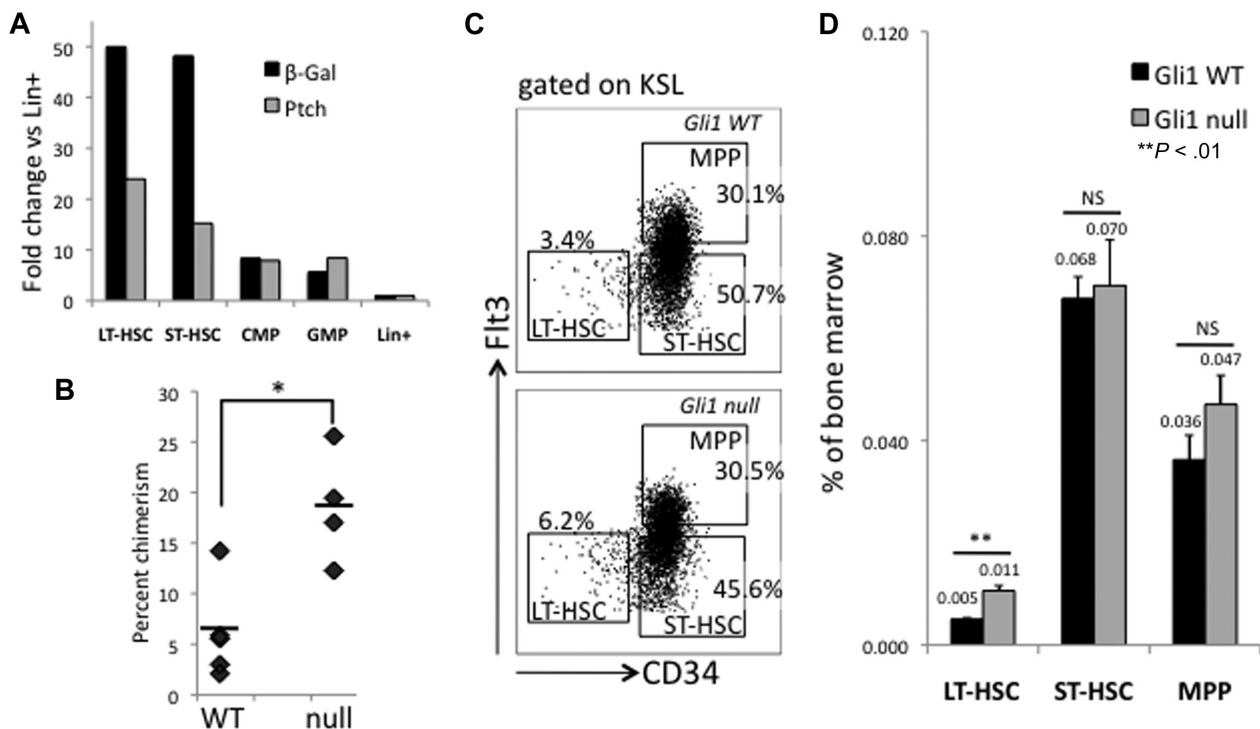 A
Fold change vs Lin+
50
40
30
20
10
0
β-Gal
Ptch
LT-HSC ST-HSC CMP GMP Lin+
B
Percent chimerism
30
25
20
15
10
5
0
*
WT null
C
gated on KSL
Gli1 WT
MPP
30.1%
3.4%
50.7%
LT-HSC
ST-HSC
Gli1 null
MPP
30.5%
6.2%
45.6%
LT-HSC
ST-HSC
Flt3
CD34
D
% of bone marrow
0.120
0.080
0.040
0.000
Gli1 WT
Gli1 null
**P < .01
**
0.005
0.011
NS
0.068
0.070
NS
0.036
0.047
LT-HSC ST-HSC MPP